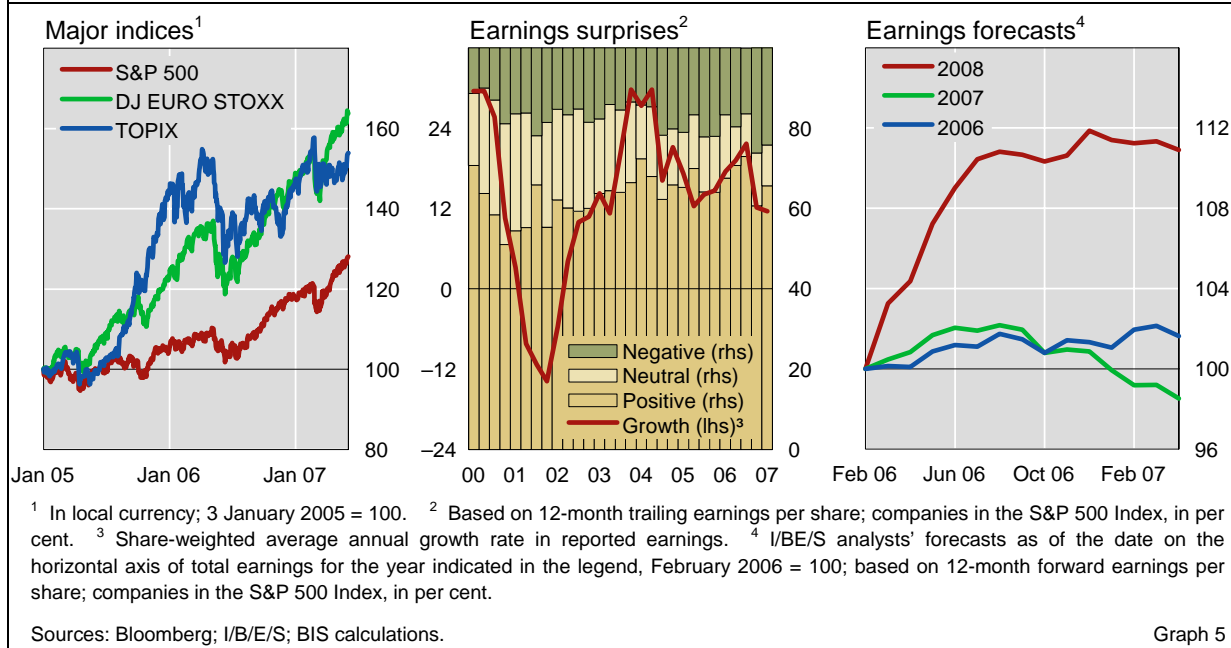 Major indices¹
Earnings surprises²
Earnings forecasts⁴
S&P 500
DJ EURO STOXX
TOPIX
160
140
120
100
80
Jan 05
Jan 06
Jan 07
24
12
0
–12
–24
Negative (rhs)
Neutral (rhs)
Positive (rhs)
Growth (lhs)³
80
60
40
20
0
00
01
02
03
04
05
06
07
2008
2007
2006
112
108
104
100
96
Feb 06
Jun 06
Oct 06
Feb 07
¹ In local currency; 3 January 2005 = 100. ² Based on 12-month trailing earnings per share; companies in the S&P 500 Index, in per
cent. ³ Share-weighted average annual growth rate in reported earnings. ⁴ I/BE/S analysts' forecasts as of the date on the
horizontal axis of total earnings for the year indicated in the legend, February 2006 = 100; based on 12-month forward earnings per
share; companies in the S&P 500 Index, in per cent.
Sources: Bloomberg; I/B/E/S; BIS calculations.
Graph 5